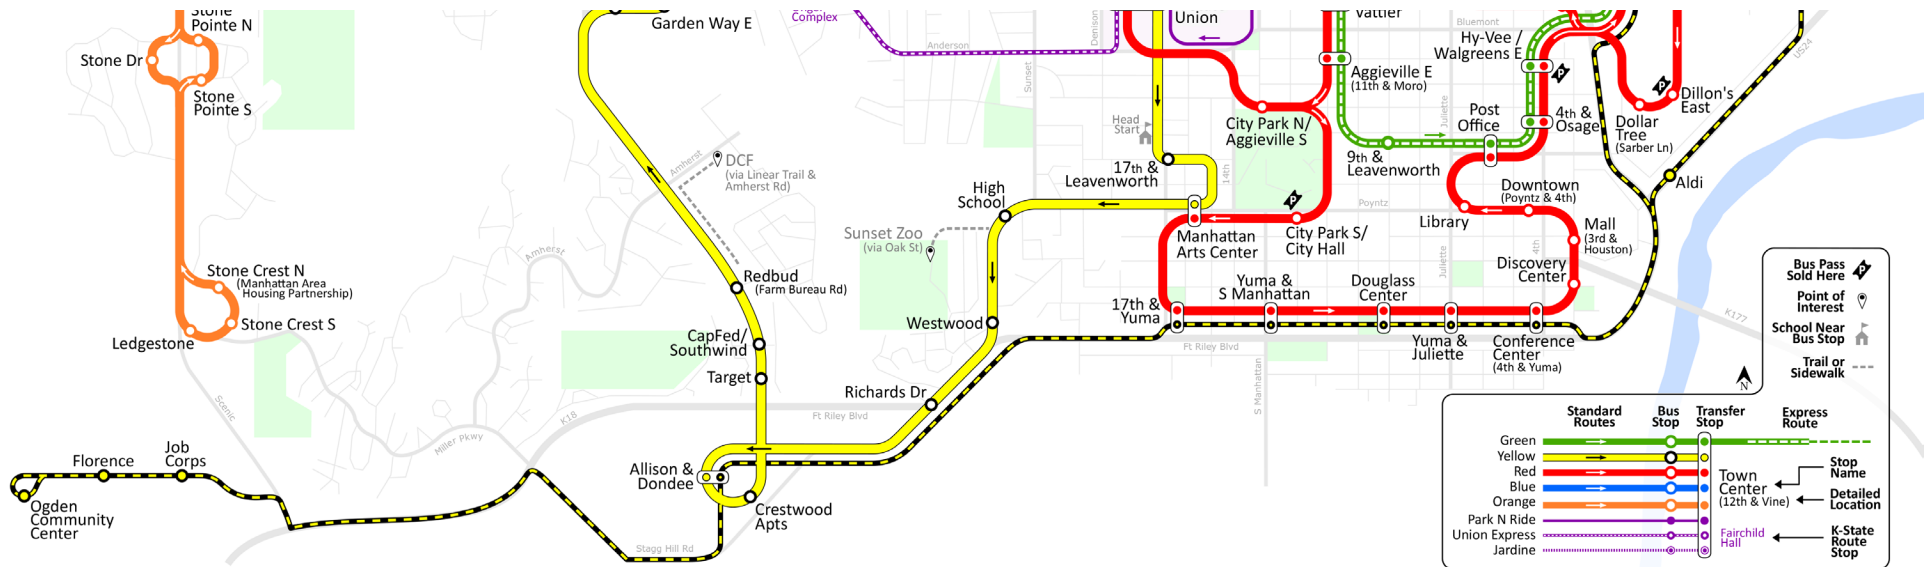 Stone
Pointe N
Stone Dr
Stone
Pointe S
Stone Crest N
(Manhattan Area
Housing Partnership)
Stone Crest S
Ledgestone
Scenic
Florence
Job
Corps
Ogden
Community
Center
Miller Pkwy
K18
Amherst
Garden Way E
Complex
Anderson
Denison
Sunset
Union
Vattier
Bluemont
Hy-Vee /
Walgreens E
US24
Amherst
DCF
(via Linear Trail &
Amherst Rd)
Sunset Zoo
(via Oak St)
Redbud
(Farm Bureau Rd)
CapFed/
Southwind
Target
Allison &
Dondee
Crestwood
Apts
Stagg Hill Rd
Richards Dr
Ft Riley Blvd
Westwood
High
School
Head
Start
17th &
Leavenworth
14th
City Park N/
Aggieville S
Aggieville E
(11th & Moro)
Juliette
9th &
Leavenworth
Post
Office
4th &
Osage
Dollar
Tree
(Sarber Ln)
Dillon's
East
Aldi
Manhattan
Arts Center
City Park S/
City Hall
Poyntz
Library
Downtown
(Poyntz & 4th)
Mall
(3rd &
Houston)
Discovery
Center
4th
Juliette
17th &
Yuma
Yuma &
S Manhattan
Douglass
Center
Yuma &
Juliette
Conference
Center
(4th & Yuma)
Ft Riley Blvd
S Manhattan
K177
Bus Pass
Sold Here
Point of
Interest
School Near
Bus Stop
Trail or
Sidewalk
N
Standard
Routes
Bus
Stop
Transfer
Stop
Express
Route
Green
Yellow
Red
Blue
Orange
Park N Ride
Union Express
Jardine
Town
Center
(12th & Vine)
Fairchild
Hall
Stop
Name
Detailed
Location
K-State
Route
Stop